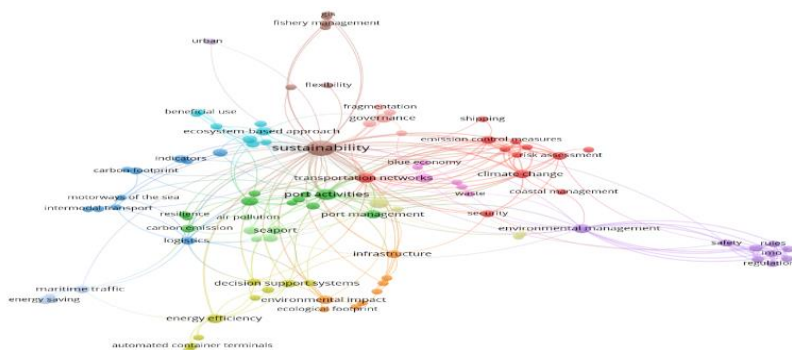 gis
fishery management
urban
flexibility
beneficial use
fragmentation
governance
shipping
ecosystem-based approach
emission control measures
sustainability
indicators
blue economy
risk assessment
carbon footprint
transportation networks
climate change
motorways of the sea
port activities
waste
coastal management
intermodal transport
resilience
air pollution
port management
security
carbon emission
seaport
environmental management
logistics
safety
rules
imo
infrastructure
regulation
decision support systems
maritime traffic
energy saving
environmental impact
ecological footprint
energy efficiency
automated container terminals